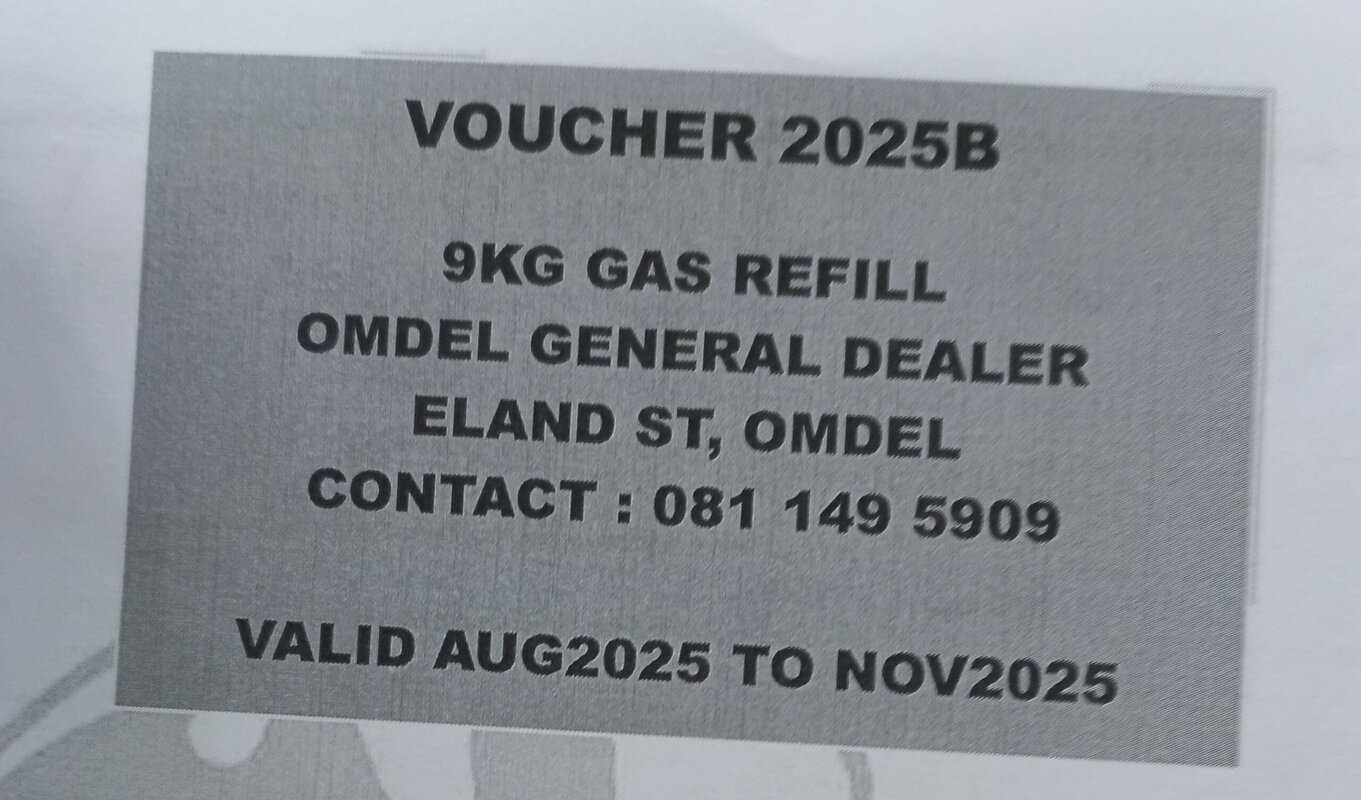 VOUCHER 2025B
9KG GAS REFILL
OMDEL GENERAL DEALER
ELAND ST, OMDEL
CONTACT : 081 149 5909
VALID AUG2025 TO NOV2025